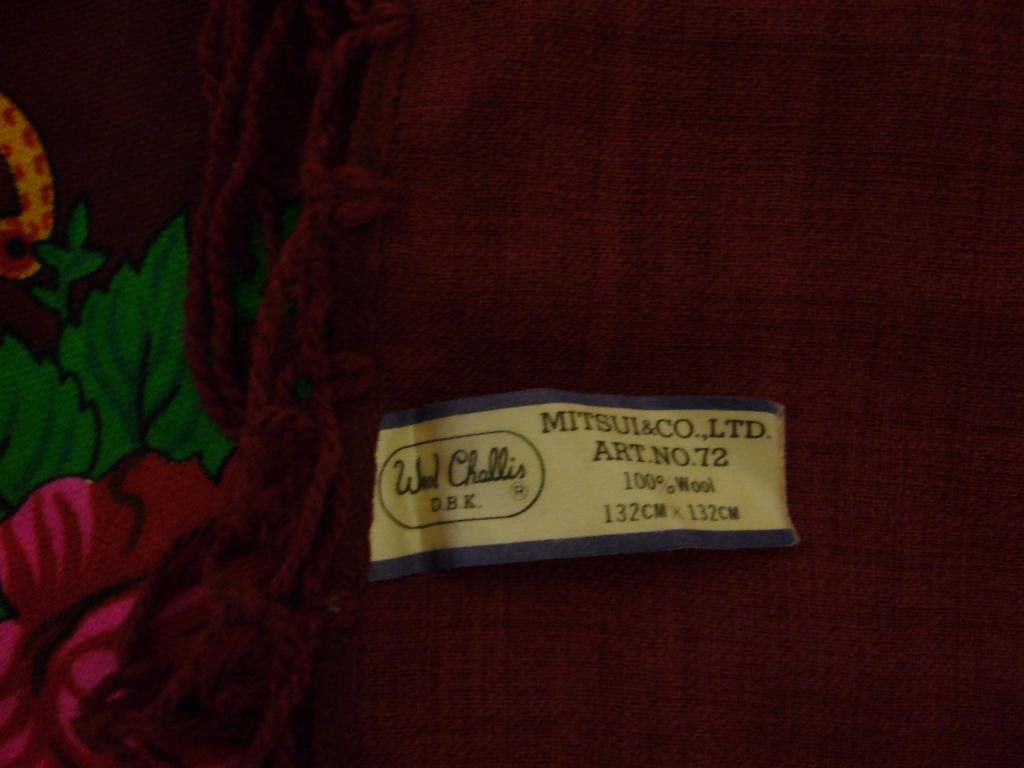 Wool Challis
D.B.K. ®
MITSUI&CO.,LTD.
ART.NO.72
100% Wool
132CM × 132CM